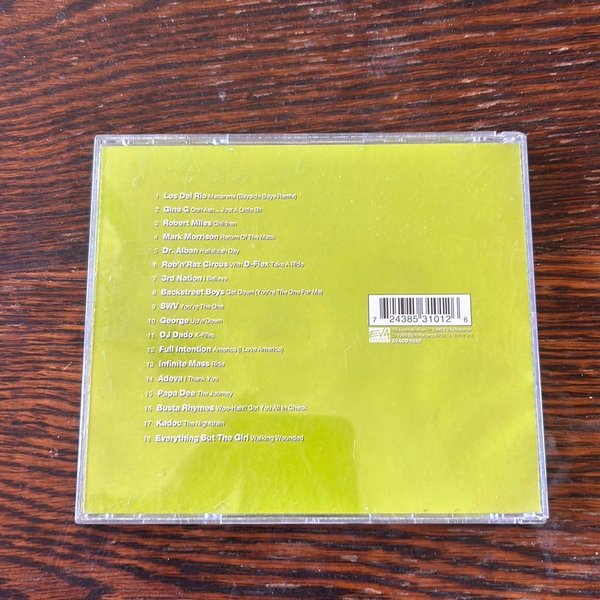 1 Los Del Rio Macarena (Bayside Boys Remix)
2 Gina G Ooh Aah... Just A Little Bit
3 Robert Miles Children
4 Mark Morrison Return Of The Mack
5 Dr. Alban Hallelujah Day
6 Rob'n'Raz Circus With D-Flex Take A Ride
7 3rd Nation I Believe
8 Backstreet Boys Get Down (You're The One For Me)
9 SWV You're The One
10 George Up'n'Down
11 DJ Dado X-Files
12 Full Intention America (I Love America)
13 Infinite Mass Ride
14 Adeva I Thank You
15 Papa Dee The Journey
16 Busta Rhymes Woo-Hah!! Got You All In Check
17 Kadoc The Nighttrain
18 Everything But The Girl Walking Wounded
7 24385 31012 6
EVA